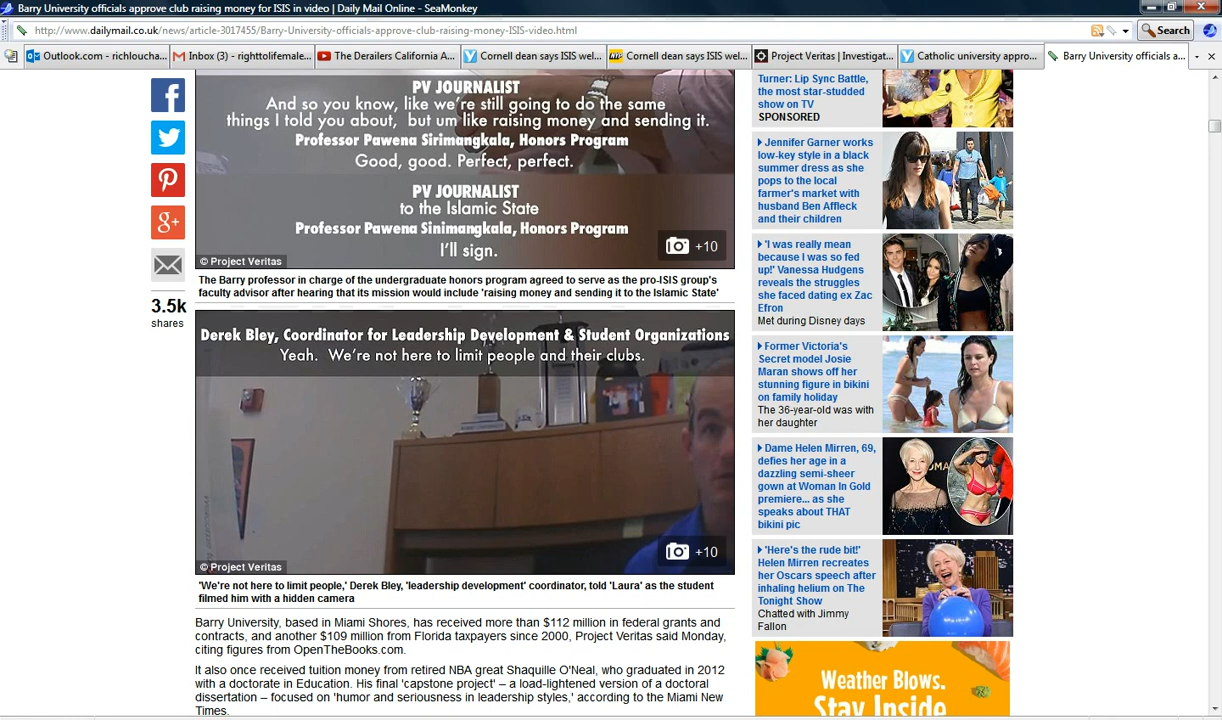 Barry University officials approve club raising money for ISIS in video | Daily Mail Online - SeaMonkey
http://www.dailymail.co.uk/news/article-3017455/Barry-University-officials-approve-club-raising-money-ISIS-video.html
Search
Outlook.com - richloucha...
Inbox (3) - righttolifemale...
The Derailers California A...
Cornell dean says ISIS wel...
Cornell dean says ISIS wel...
Project Veritas | Investigat...
Catholic university appro...
Barry University officials a...
3.5k
shares
PV JOURNALIST
And so you know, like we're still going to do the same
things I told you about, but um like raising money and sending it.
Professor Pawena Sirimangkala, Honors Program
Good, good. Perfect, perfect.
PV JOURNALIST
to the Islamic State
Professor Pawena Sinimangkala, Honors Program
I'll sign.
+10
© Project Veritas
The Barry professor in charge of the undergraduate honors program agreed to serve as the pro-ISIS group's
faculty advisor after hearing that its mission would include 'raising money and sending it to the Islamic State'
Derek Bley, Coordinator for Leadership Development & Student Organizations
Yeah. We're not here to limit people and their clubs.
+10
© Project Veritas
'We're not here to limit people,' Derek Bley, 'leadership development' coordinator, told 'Laura' as the student
filmed him with a hidden camera
Barry University, based in Miami Shores, has received more than $112 million in federal grants and
contracts, and another $109 million from Florida taxpayers since 2000, Project Veritas said Monday,
citing figures from OpenTheBooks.com.
It also once received tuition money from retired NBA great Shaquille O'Neal, who graduated in 2012
with a doctorate in Education. His final 'capstone project' – a load-lightened version of a doctoral
dissertation – focused on 'humor and seriousness in leadership styles,' according to the Miami New
Times.
Turner: Lip Sync Battle,
the most star-studded
show on TV
SPONSORED
Jennifer Garner works
low-key style in a black
summer dress as she
pops to the local
farmer's market with
husband Ben Affleck
and their children
'I was really mean
because I was so fed
up!' Vanessa Hudgens
reveals the struggles
she faced dating ex Zac
Efron
Met during Disney days
Former Victoria's
Secret model Josie
Maran shows off her
stunning figure in bikini
on family holiday
The 36-year-old was with
her daughter
Dame Helen Mirren, 69,
defies her age in a
dazzling semi-sheer
gown at Woman In Gold
premiere... as she
speaks about THAT
bikini pic
'Here's the rude bit!'
Helen Mirren recreates
her Oscars speech after
inhaling helium on The
Tonight Show
Chatted with Jimmy
Fallon
Weather Blows.
Stay Inside